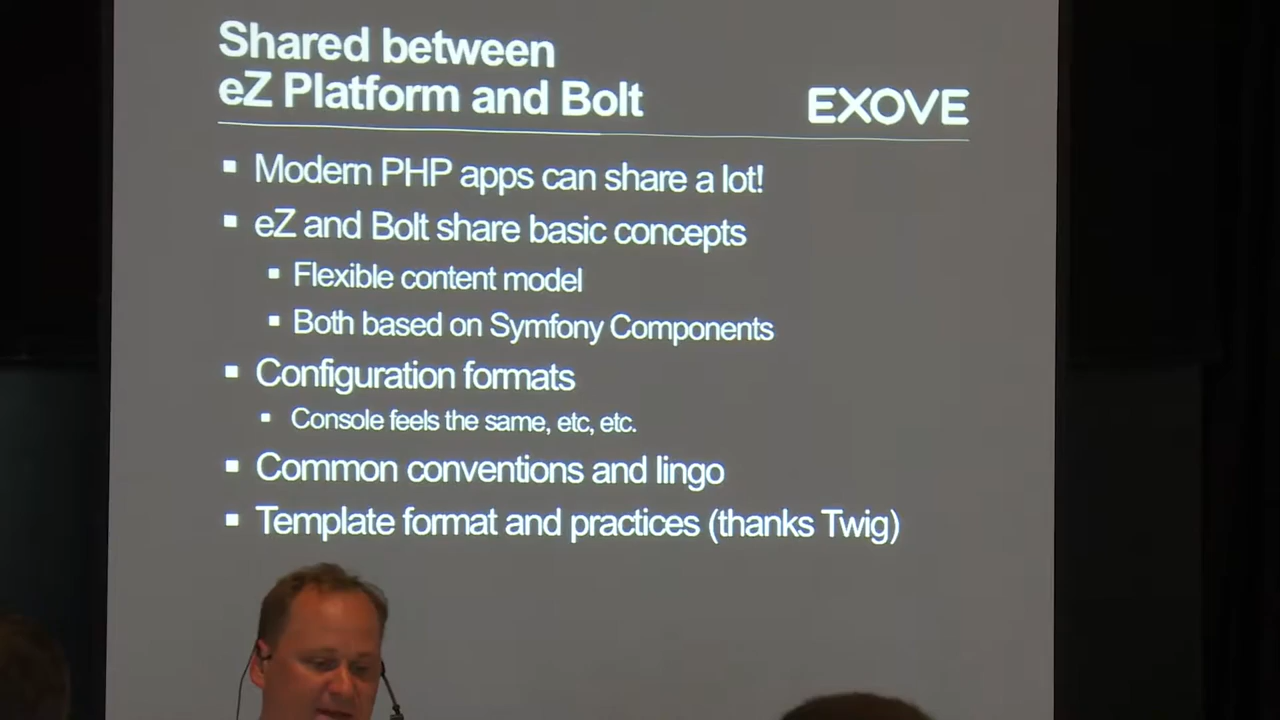 Shared between
eZ Platform and Bolt
EXOVE
Modern PHP apps can share a lot!
eZ and Bolt share basic concepts
Flexible content model
Both based on Symfony Components
Configuration formats
Console feels the same, etc, etc.
Common conventions and lingo
Template format and practices (thanks Twig)